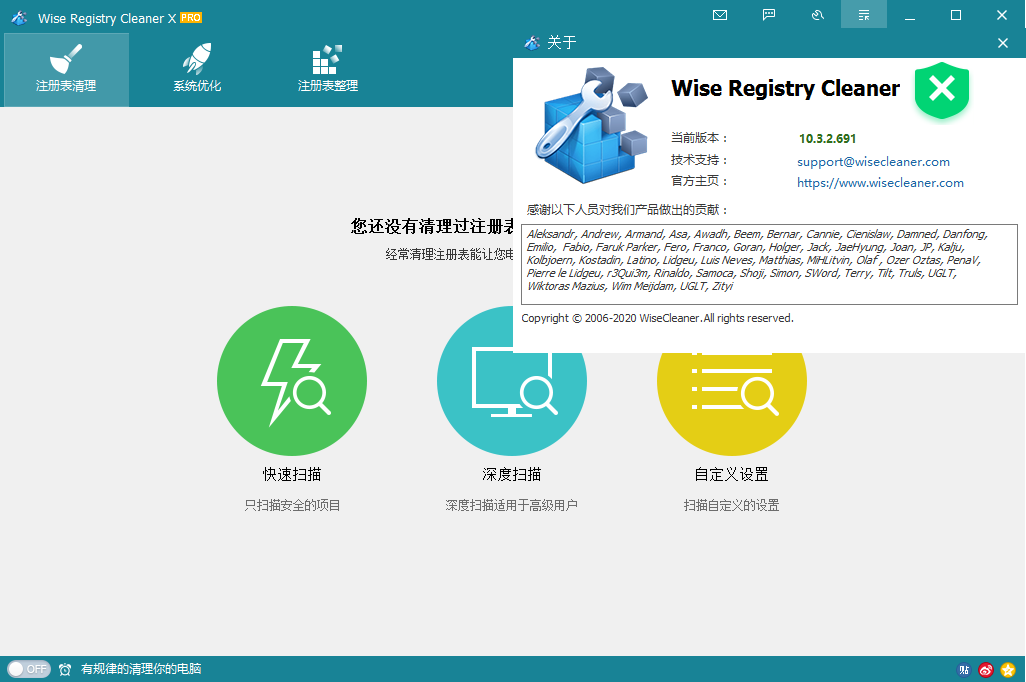 Wise Registry Cleaner X PRO
注册表清理
系统优化
注册表整理
关于
Wise Registry Cleaner
当前版本：
10.3.2.691
技术支持：
support@wisecleaner.com
官方主页：
https://www.wisecleaner.com
感谢以下人员对我们产品做出的贡献：
Aleksandr, Andrew, Armand, Asa, Awadh, Beem, Bernar, Cannie, Cienislaw, Damned, Danfong,
Emilio, Fabio, Faruk Parker, Fero, Franco, Goran, Holger, Jack, JaeHyung, Joan, JP, Kalju,
Kolbjoern, Kostadin, Latino, Lidgeu, Luis Neves, Matthias, MiHLitvin, Olaf , Ozer Oztas, PenaV,
Pierre le Lidgeu, r3Qui3m, Rinaldo, Samoca, Shoji, Simon, SWord, Terry, Tilt, Truls, UGLT,
Wiktoras Mazius, Wim Meijdam, UGLT, Zityi
Copyright © 2006-2020 WiseCleaner.All rights reserved.
您还没有清理过注册表
经常清理注册表能让您电
快速扫描
只扫描安全的项目
深度扫描
深度扫描适用于高级用户
自定义设置
扫描自定义的设置
OFF
有规律的清理你的电脑
贴